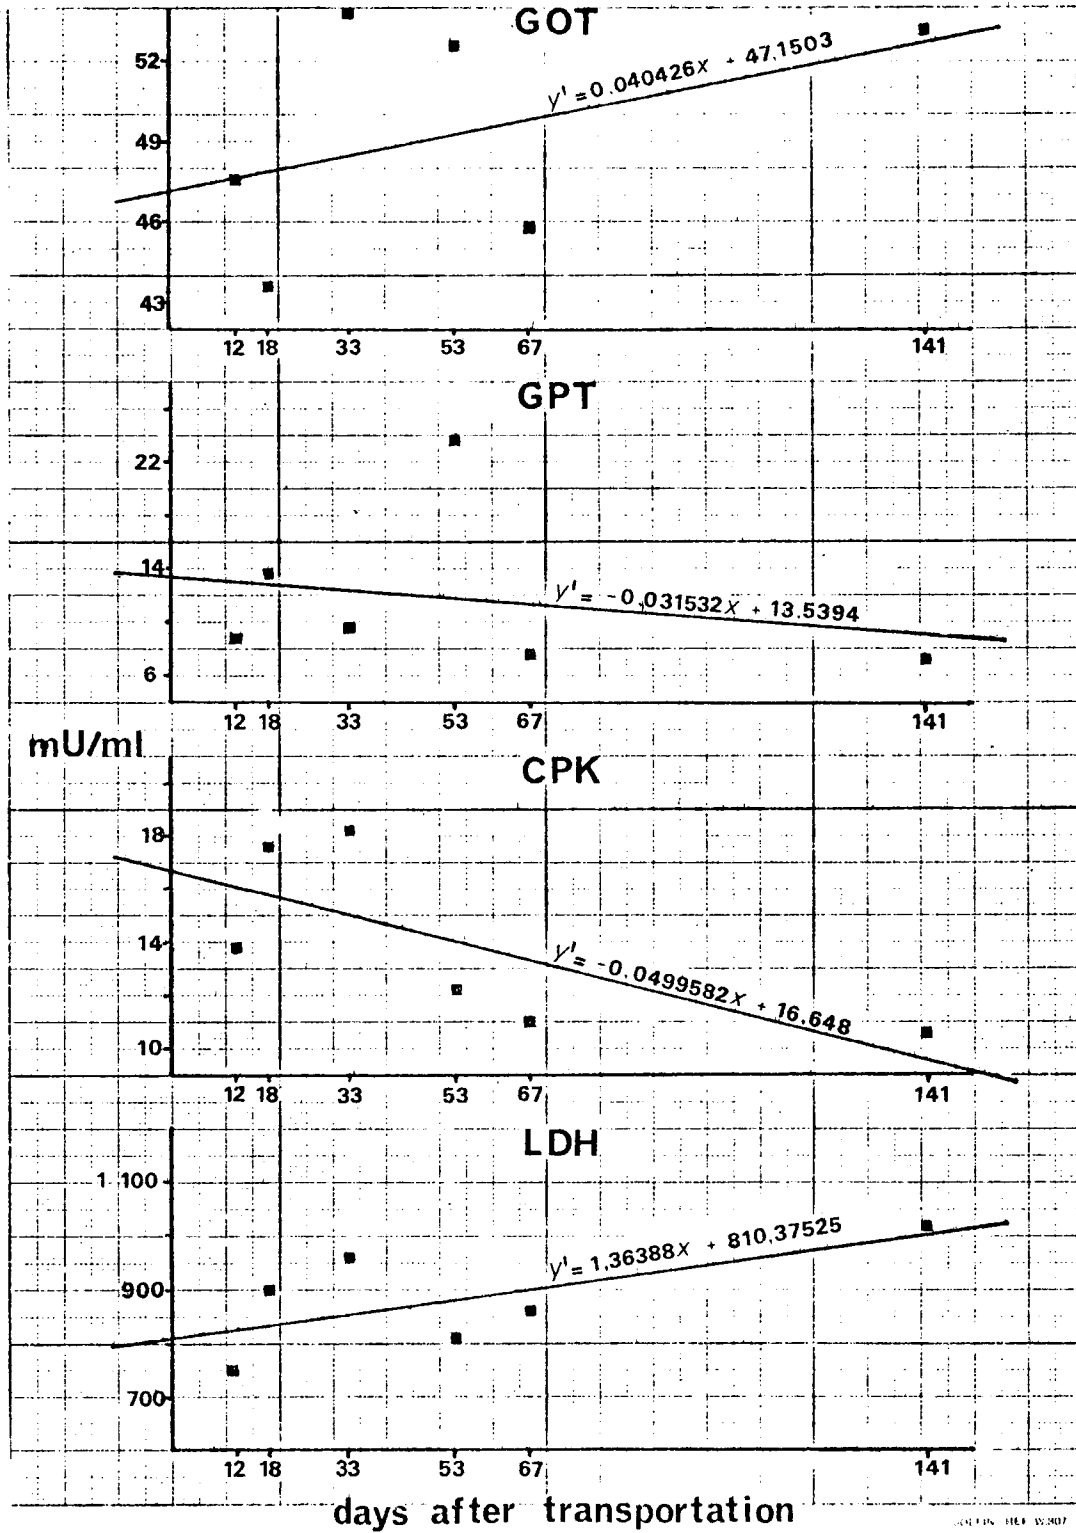 GOT
52
y' = 0.040426x + 47,1503
49
46
43
12 18 33 53 67 141
GPT
22
14
y' = -0,031532x + 13,5394
6
12 18 33 53 67 141
mU/ml
CPK
18
14
y' = -0,0499582x + 16,648
10
12 18 33 53 67 141
LDH
1 100
y' = 1,36388x + 810,37525
900
700
12 18 33 53 67 141
days after transportation